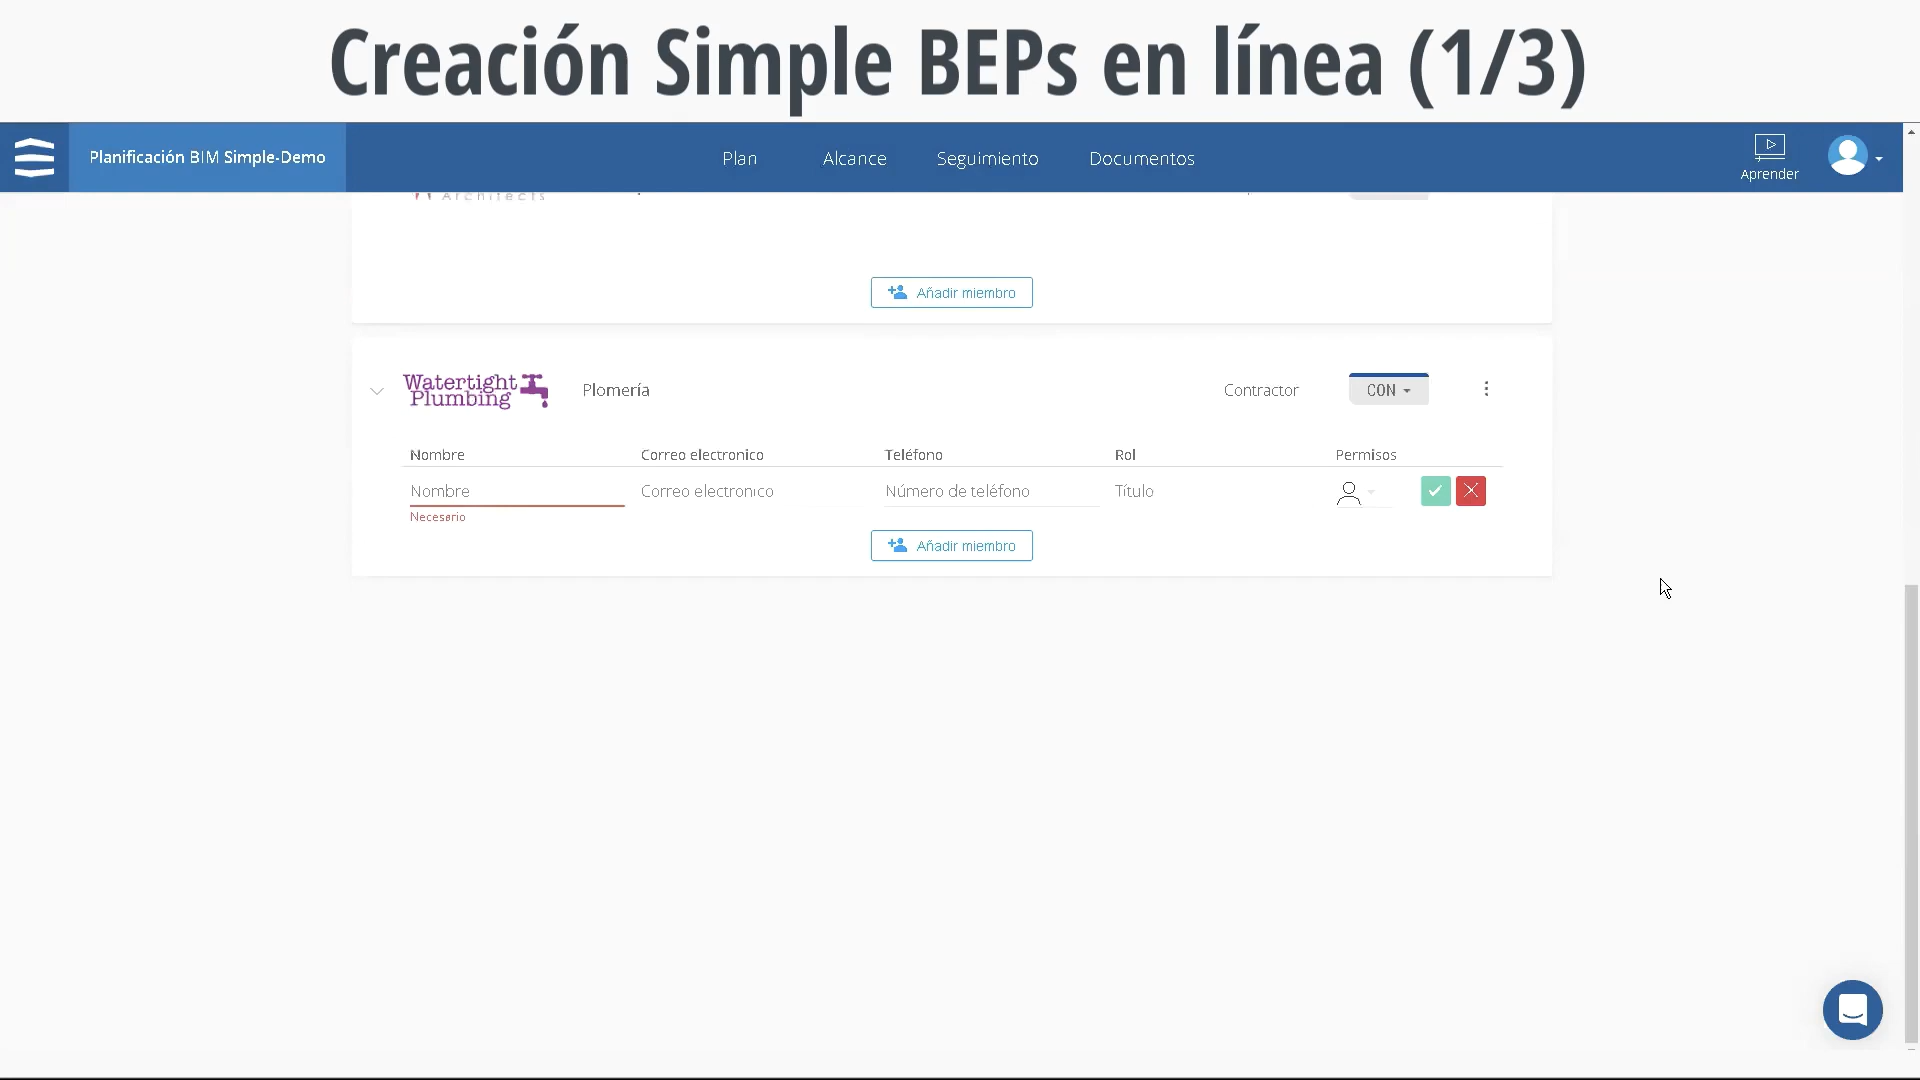 Creación Simple BEPs en línea (1/3)
Planificación BIM Simple-Demo
Plan
Alcance
Seguimiento
Documentos
Aprender
Architects
Añadir miembro
Watertight
Plumbing
Plomería
Contractor
CON
Nombre
Correo electronico
Teléfono
Rol
Permisos
Nombre
Correo electronico
Número de teléfono
Título
Necesario
Añadir miembro